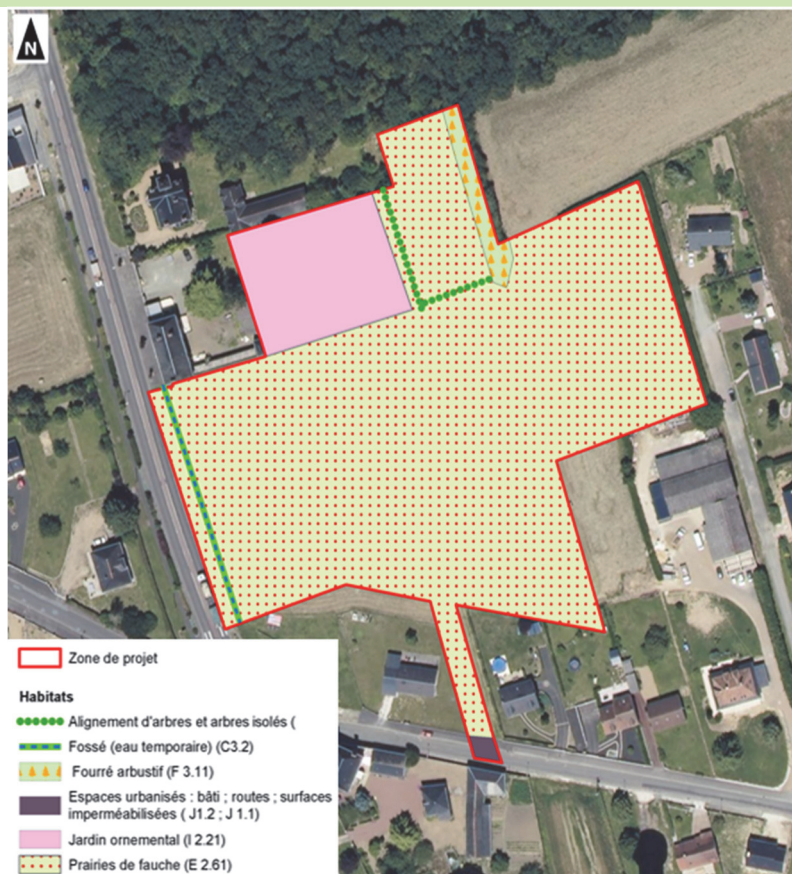 N
Zone de projet
Habitats
Alignement d'arbres et arbres isolés (
Fossé (eau temporaire) (C3.2)
Fourré arbustif (F 3.11)
Espaces urbanisés : bâti ; routes ; surfaces
imperméabilisées ( J1.2 ; J 1.1)
Jardin ornemental (I 2.21)
Prairies de fauche (E 2.61)